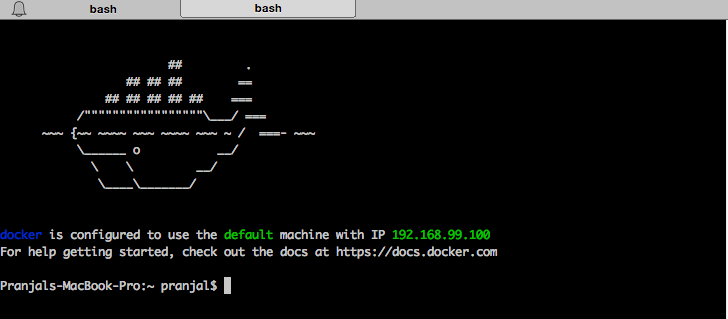 bash
bash
                        ##         .
                  ## ## ##        ==
               ## ## ## ## ##    ===
           /"""""""""""""""""\___/ ===
      ~~~ {~~ ~~~~ ~~~ ~~~~ ~~~ ~ /  ===- ~~~
           \______ o           __/
             \    \         __/
              \____\_______/
docker is configured to use the default machine with IP 192.168.99.100
For help getting started, check out the docs at https://docs.docker.com
Pranjals-MacBook-Pro:~ pranjal$